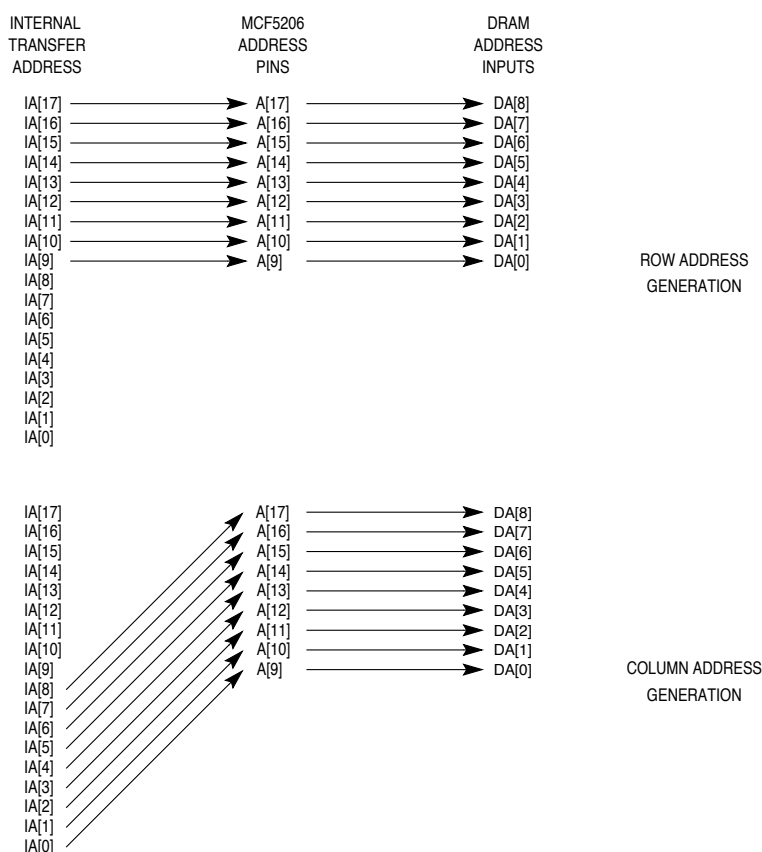 INTERNAL TRANSFER ADDRESS
MCF5206 ADDRESS PINS
DRAM ADDRESS INPUTS
IA[17] A[17] DA[8]
IA[16] A[16] DA[7]
IA[15] A[15] DA[6]
IA[14] A[14] DA[5]
IA[13] A[13] DA[4]
IA[12] A[12] DA[3]
IA[11] A[11] DA[2]
IA[10] A[10] DA[1]
IA[9] A[9] DA[0]
IA[8]
IA[7]
IA[6]
IA[5]
IA[4]
IA[3]
IA[2]
IA[1]
IA[0]
ROW ADDRESS
GENERATION
IA[17] A[17] DA[8]
IA[16] A[16] DA[7]
IA[15] A[15] DA[6]
IA[14] A[14] DA[5]
IA[13] A[13] DA[4]
IA[12] A[12] DA[3]
IA[11] A[11] DA[2]
IA[10] A[10] DA[1]
IA[9] A[9] DA[0]
IA[8]
IA[7]
IA[6]
IA[5]
IA[4]
IA[3]
IA[2]
IA[1]
IA[0]
COLUMN ADDRESS
GENERATION